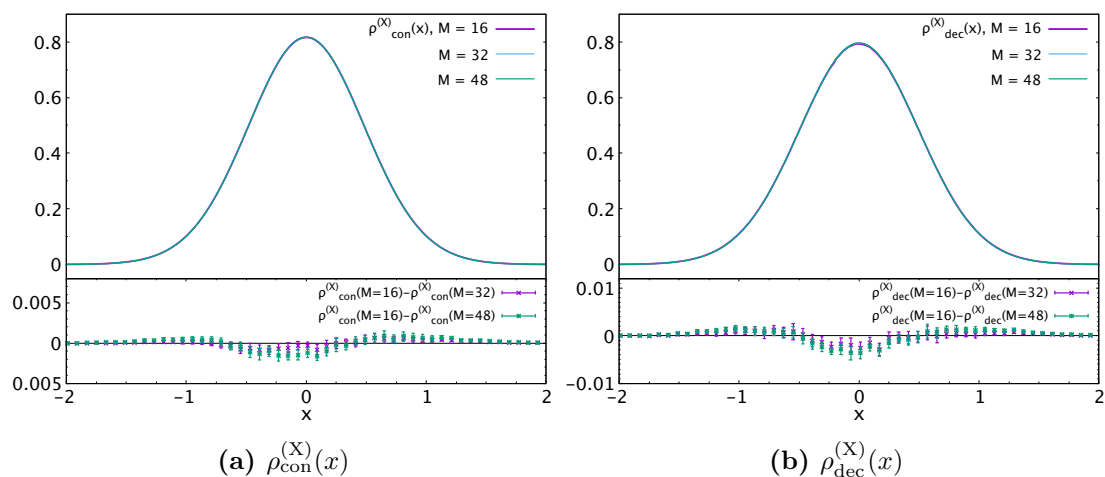 ρ(X)con(x), M = 16
M = 32
M = 48
0.8
0.6
0.4
0.2
0
ρ(X)con(M=16)-ρ(X)con(M=32)
ρ(X)con(M=16)-ρ(X)con(M=48)
0.005
0
0.005
-2
-1
0
1
2
x
(a) ρ(X)con(x)
ρ(X)dec(x), M = 16
M = 32
M = 48
0.8
0.6
0.4
0.2
0
ρ(X)dec(M=16)-ρ(X)dec(M=32)
ρ(X)dec(M=16)-ρ(X)dec(M=48)
0.01
0
-0.01
-2
-1
0
1
2
x
(b) ρ(X)dec(x)